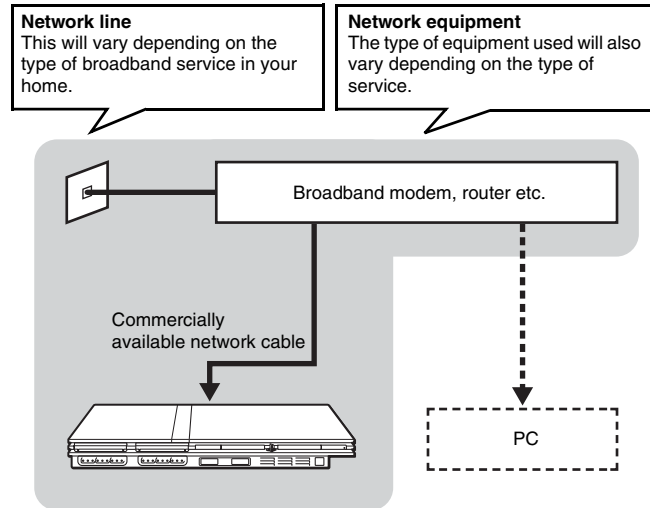 Network line
This will vary depending on the
type of broadband service in your
home.
Network equipment
The type of equipment used will also
vary depending on the type of
service.
Broadband modem, router etc.
Commercially
available network cable
PC